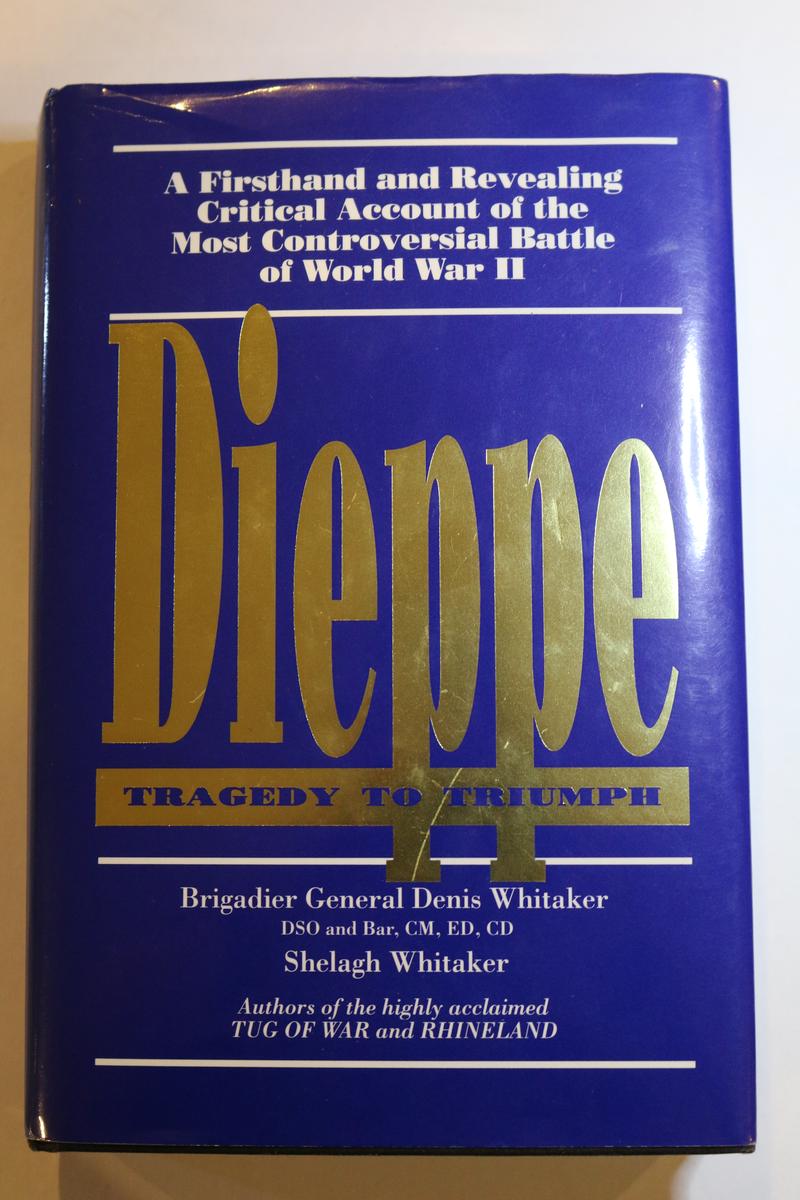 A Firsthand and Revealing
Critical Account of the
Most Controversial Battle
of World War II
Dieppe
TRAGEDY TO TRIUMPH
Brigadier General Denis Whitaker
DSO and Bar, CM, ED, CD
Shelagh Whitaker
Authors of the highly acclaimed
TUG OF WAR and RHINELAND